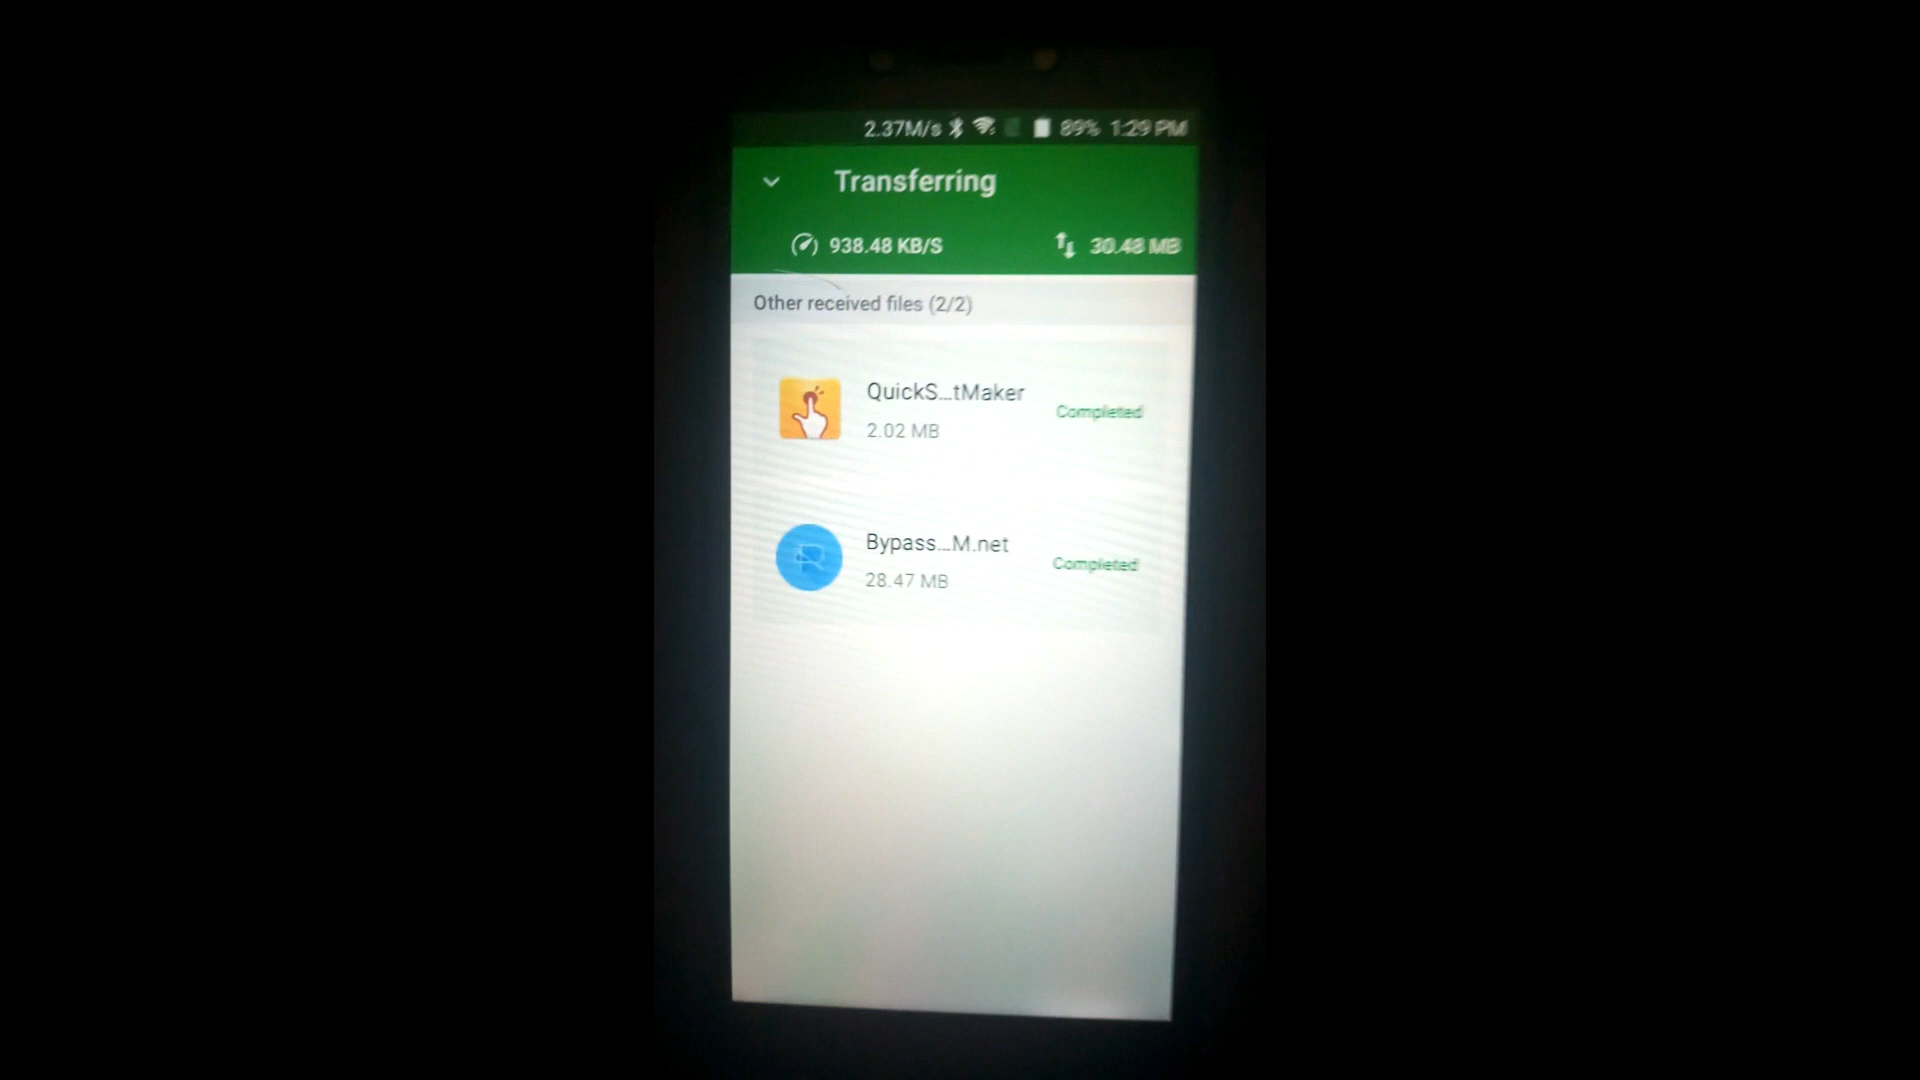 2.37M/s 89% 1:29 PM
Transferring
938.48 KB/S 30.48 MB
Other received files (2/2)
QuickS...tMaker
Completed
2.02 MB
Bypass...M.net
Completed
28.47 MB